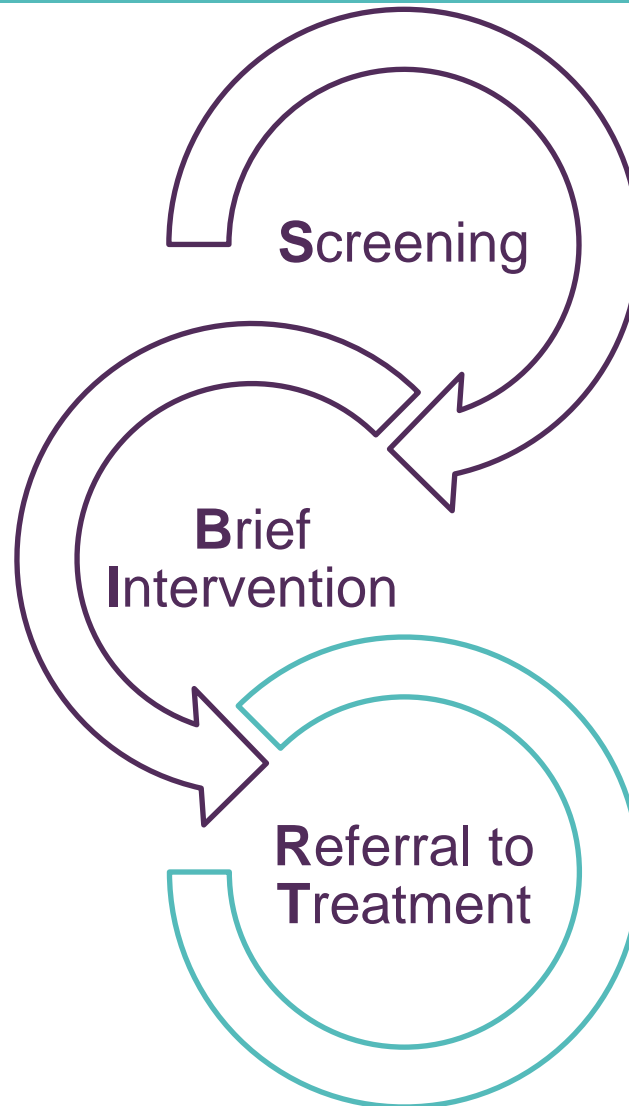 Screening
Brief
Intervention
Referral to
Treatment